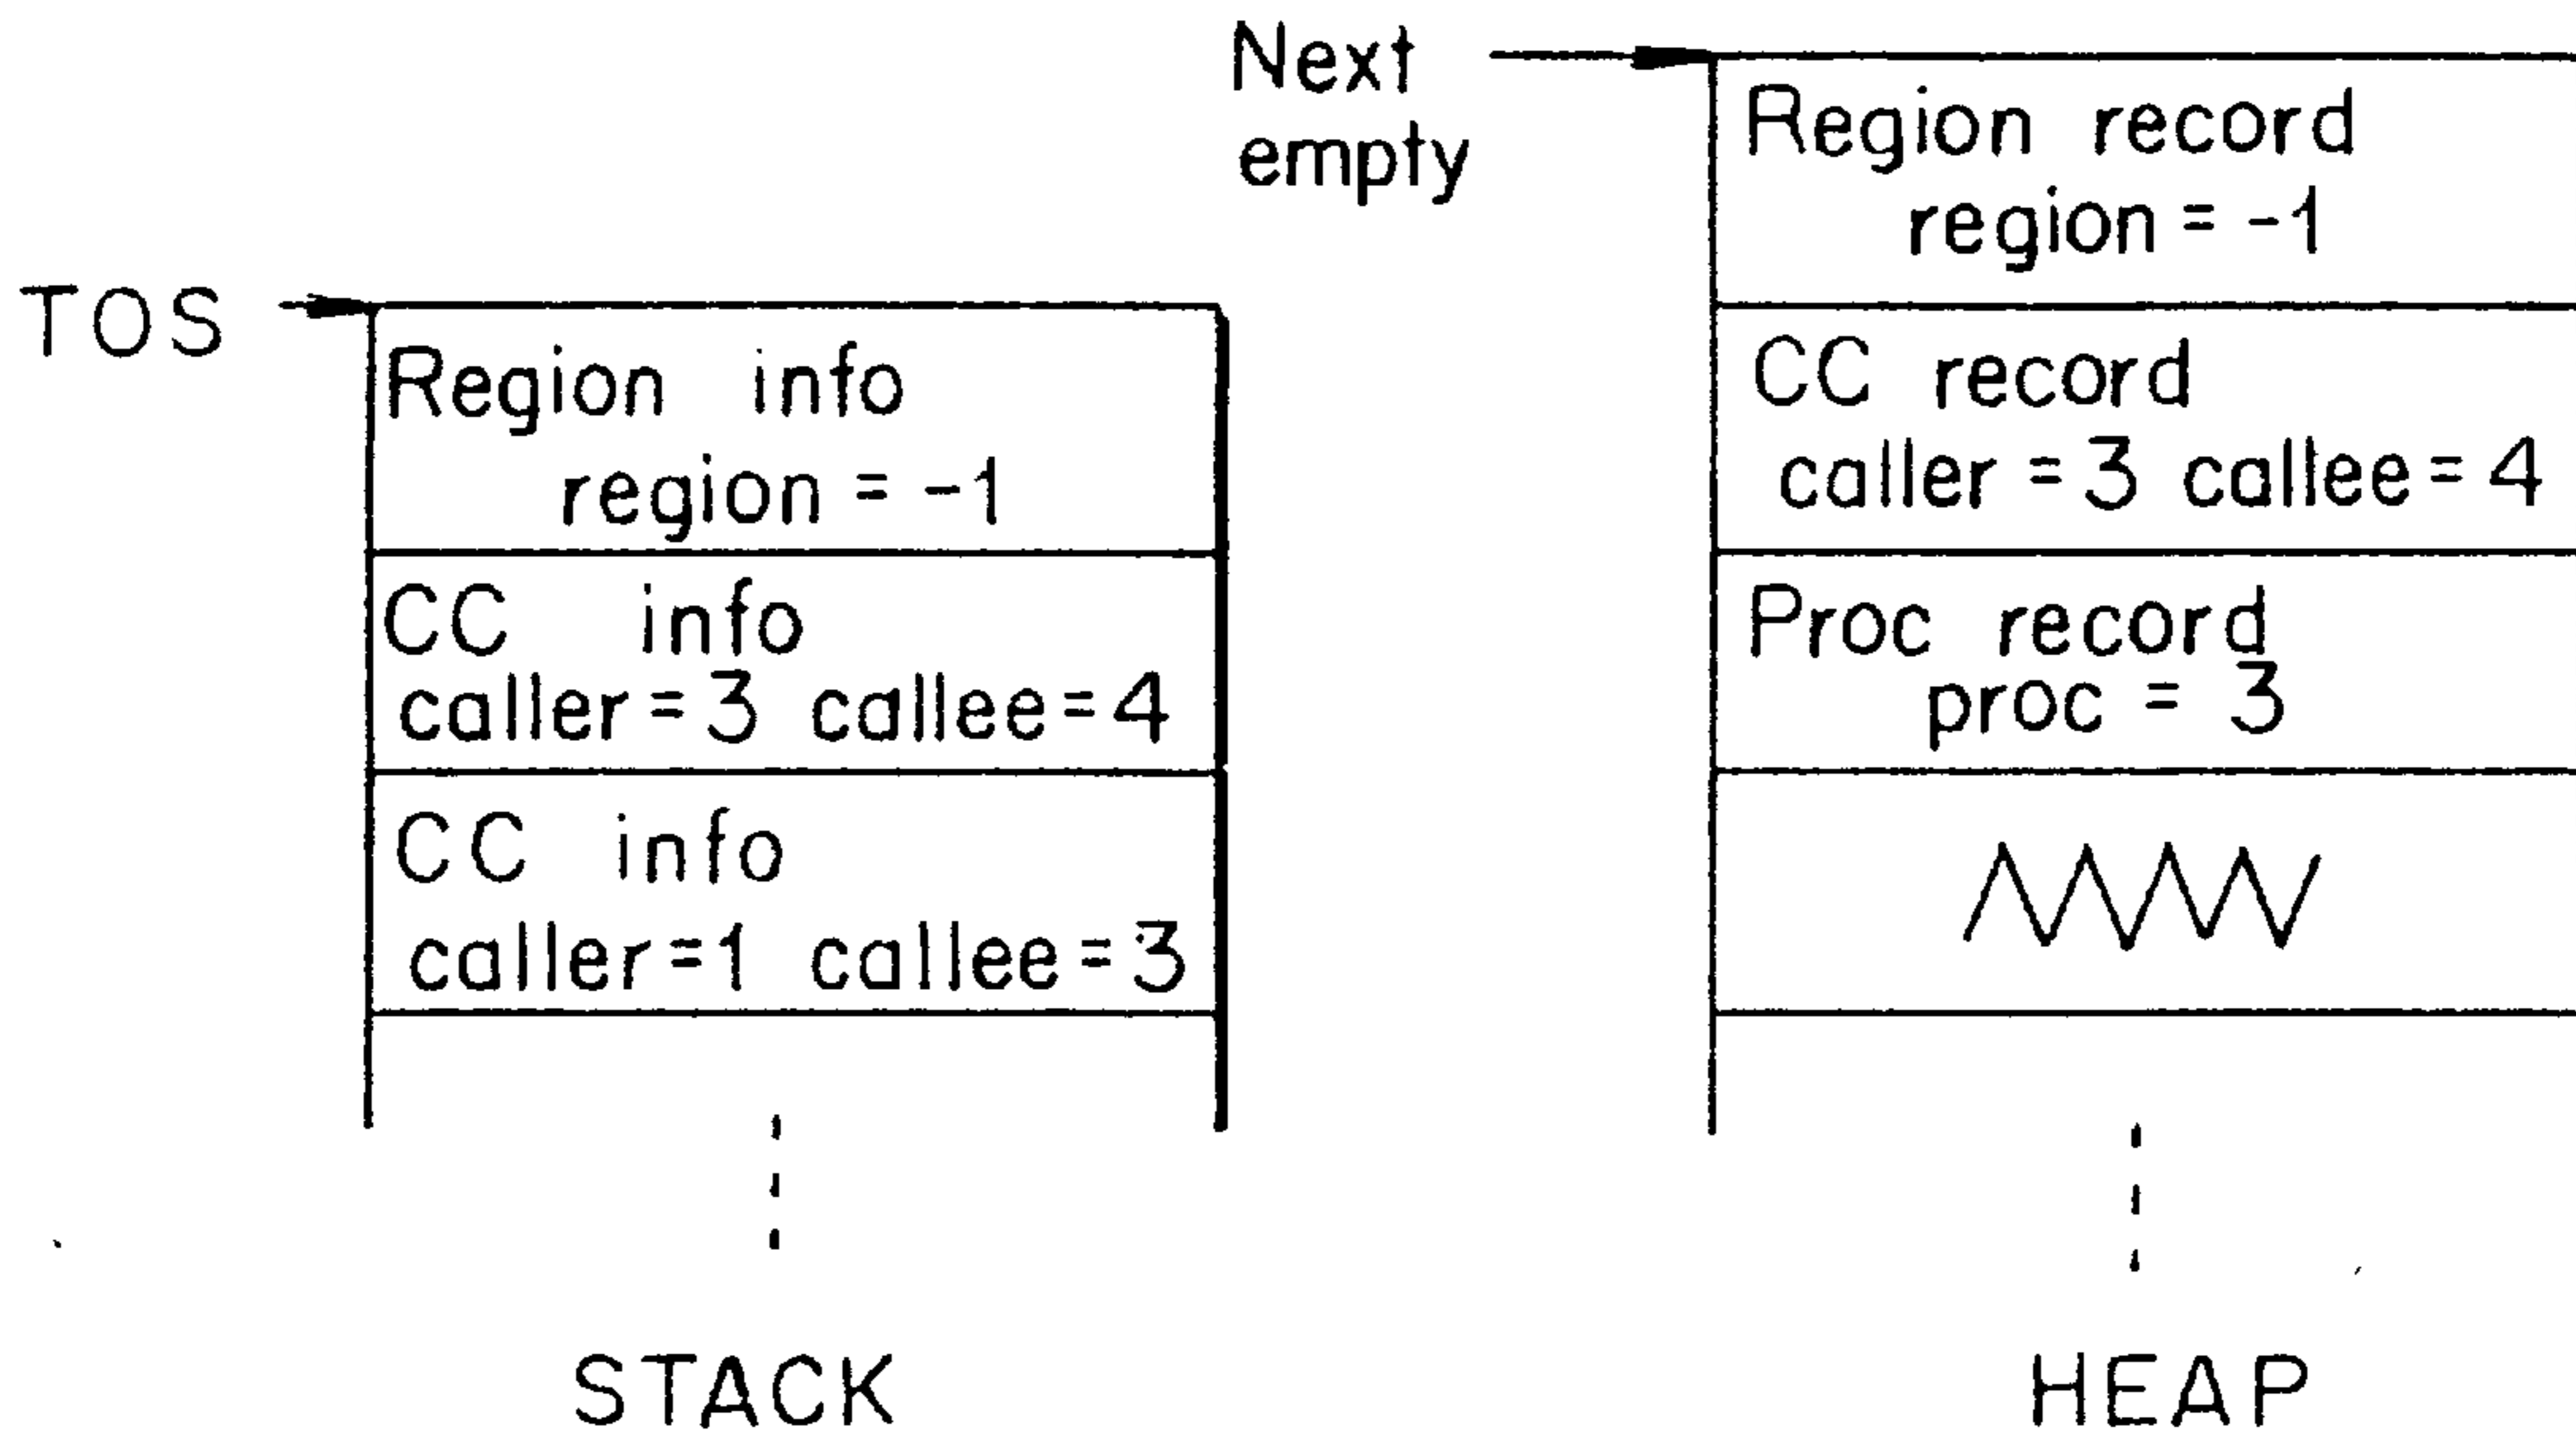 TOS
Region info
region = -1
CC info
caller = 3 callee = 4
CC info
caller = 1 callee = 3
STACK
Next
empty
Region record
region = -1
CC record
caller = 3 callee = 4
Proc record
proc = 3
HEAP